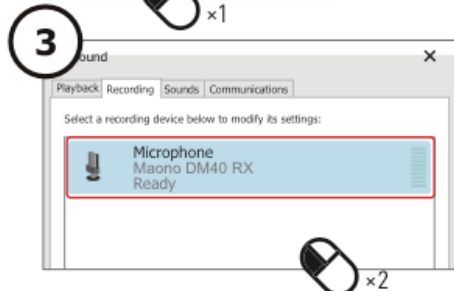 ×1
3
ound
×
Playback Recording Sounds Communications
Select a recording device below to modify its settings:
Microphone
Maono DM40 RX
Ready
×2